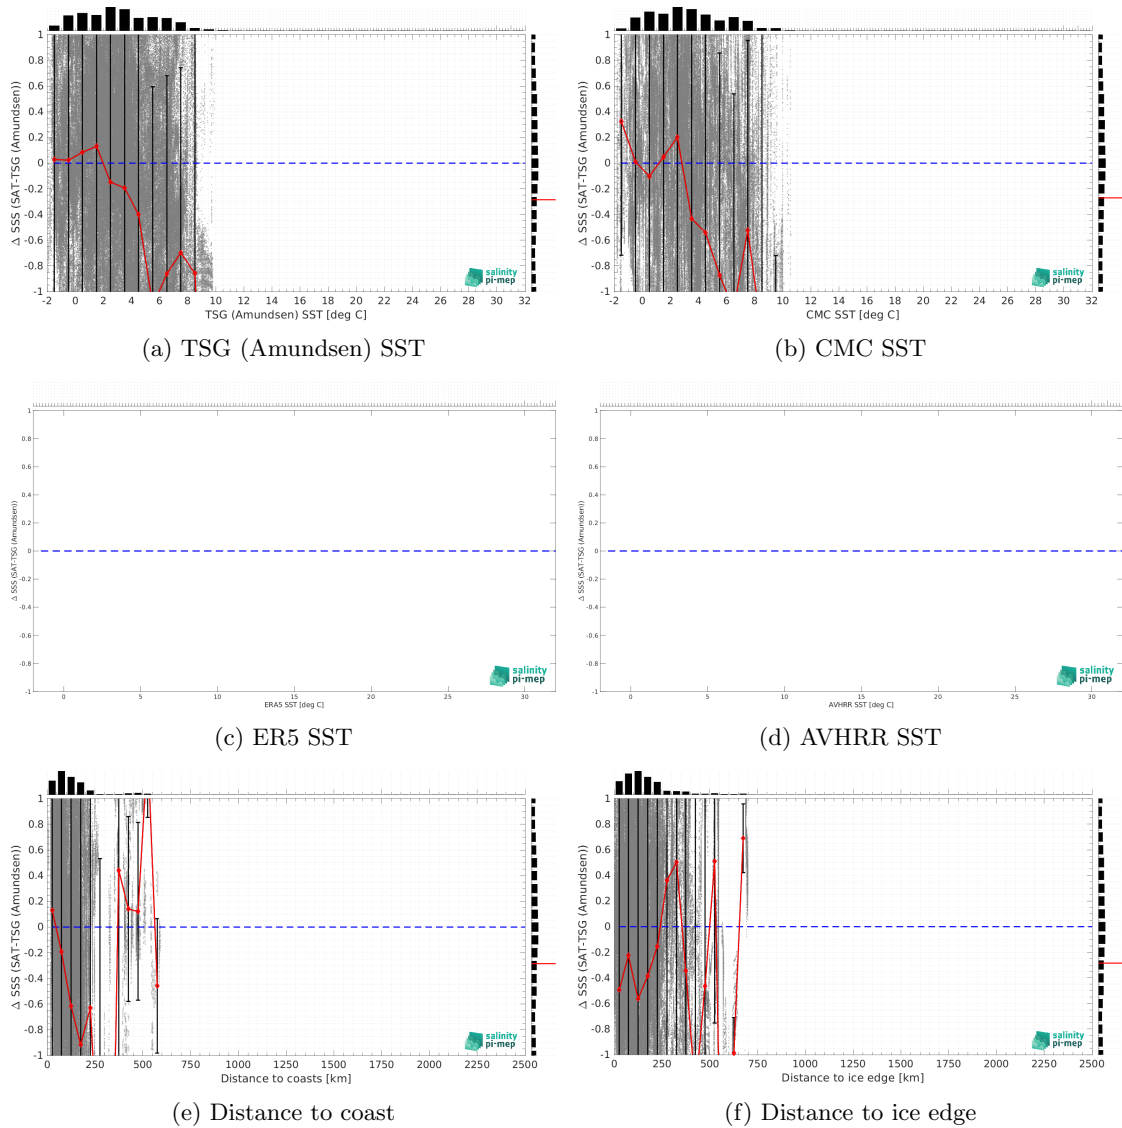 1
0.8
0.6
0.4
0.2
0
-0.2
-0.4
-0.6
-0.8
-1
Δ SSS (SAT-TSG (Amundsen))
-2 0 2 4 6 8 10 12 14 16 18 20 22 24 26 28 30 32
TSG (Amundsen) SST [deg C]
salinity
pi-mep
(a) TSG (Amundsen) SST
1
0.8
0.6
0.4
0.2
0
-0.2
-0.4
-0.6
-0.8
-1
Δ SSS (SAT-TSG (Amundsen))
-2 0 2 4 6 8 10 12 14 16 18 20 22 24 26 28 30 32
CMC SST [deg C]
salinity
pi-mep
(b) CMC SST
1
0.8
0.6
0.4
0.2
0
-0.2
-0.4
-0.6
-0.8
-1
Δ SSS (SAT-TSG (Amundsen))
0 5 10 15 20 25 30
ERA5 SST [deg C]
salinity
pi-mep
(c) ER5 SST
1
0.8
0.6
0.4
0.2
0
-0.2
-0.4
-0.6
-0.8
-1
Δ SSS (SAT-TSG (Amundsen))
0 5 10 15 20 25 30
AVHRR SST [deg C]
salinity
pi-mep
(d) AVHRR SST
1
0.8
0.6
0.4
0.2
0
-0.2
-0.4
-0.6
-0.8
-1
Δ SSS (SAT-TSG (Amundsen))
0 250 500 750 1000 1250 1500 1750 2000 2250 2500
Distance to coasts [km]
salinity
pi-mep
(e) Distance to coast
1
0.8
0.6
0.4
0.2
0
-0.2
-0.4
-0.6
-0.8
-1
Δ SSS (SAT-TSG (Amundsen))
0 250 500 750 1000 1250 1500 1750 2000 2250 2500
Distance to ice edge [km]
salinity
pi-mep
(f) Distance to ice edge